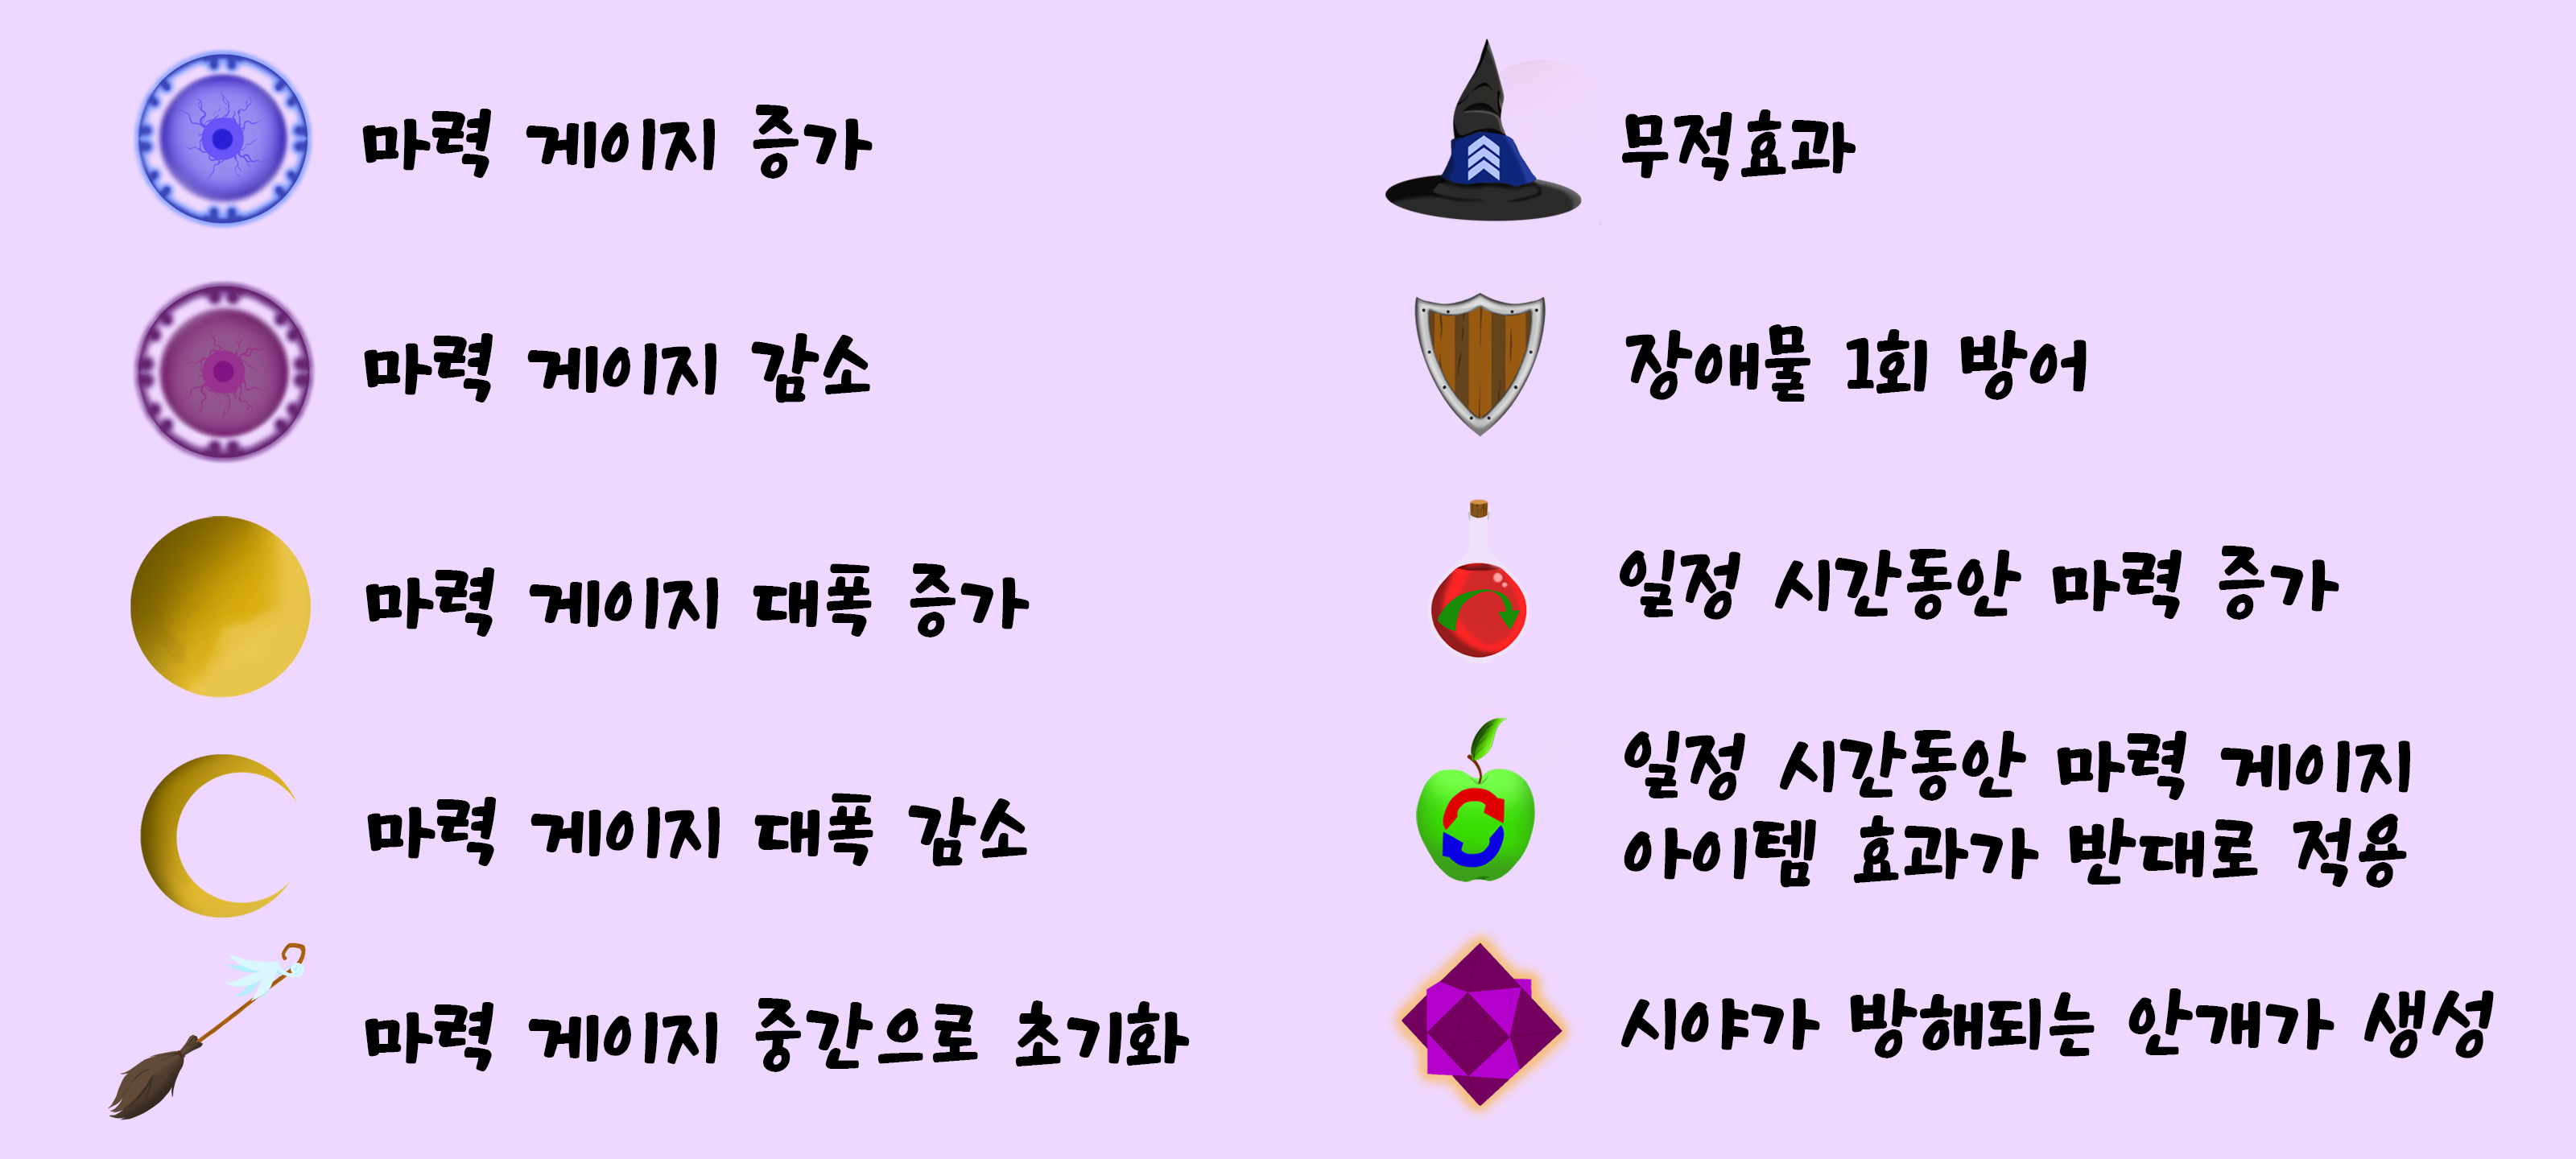 마력 게이지 증가
마력 게이지 감소
마력 게이지 대폭 증가
마력 게이지 대폭 감소
마력 게이지 중간으로 초기화
무적효과
장애물 1회 방어
일정 시간동안 마력 증가
일정 시간동안 마력 게이지
아이템 효과가 반대로 적용
시야가 방해되는 안개가 생성